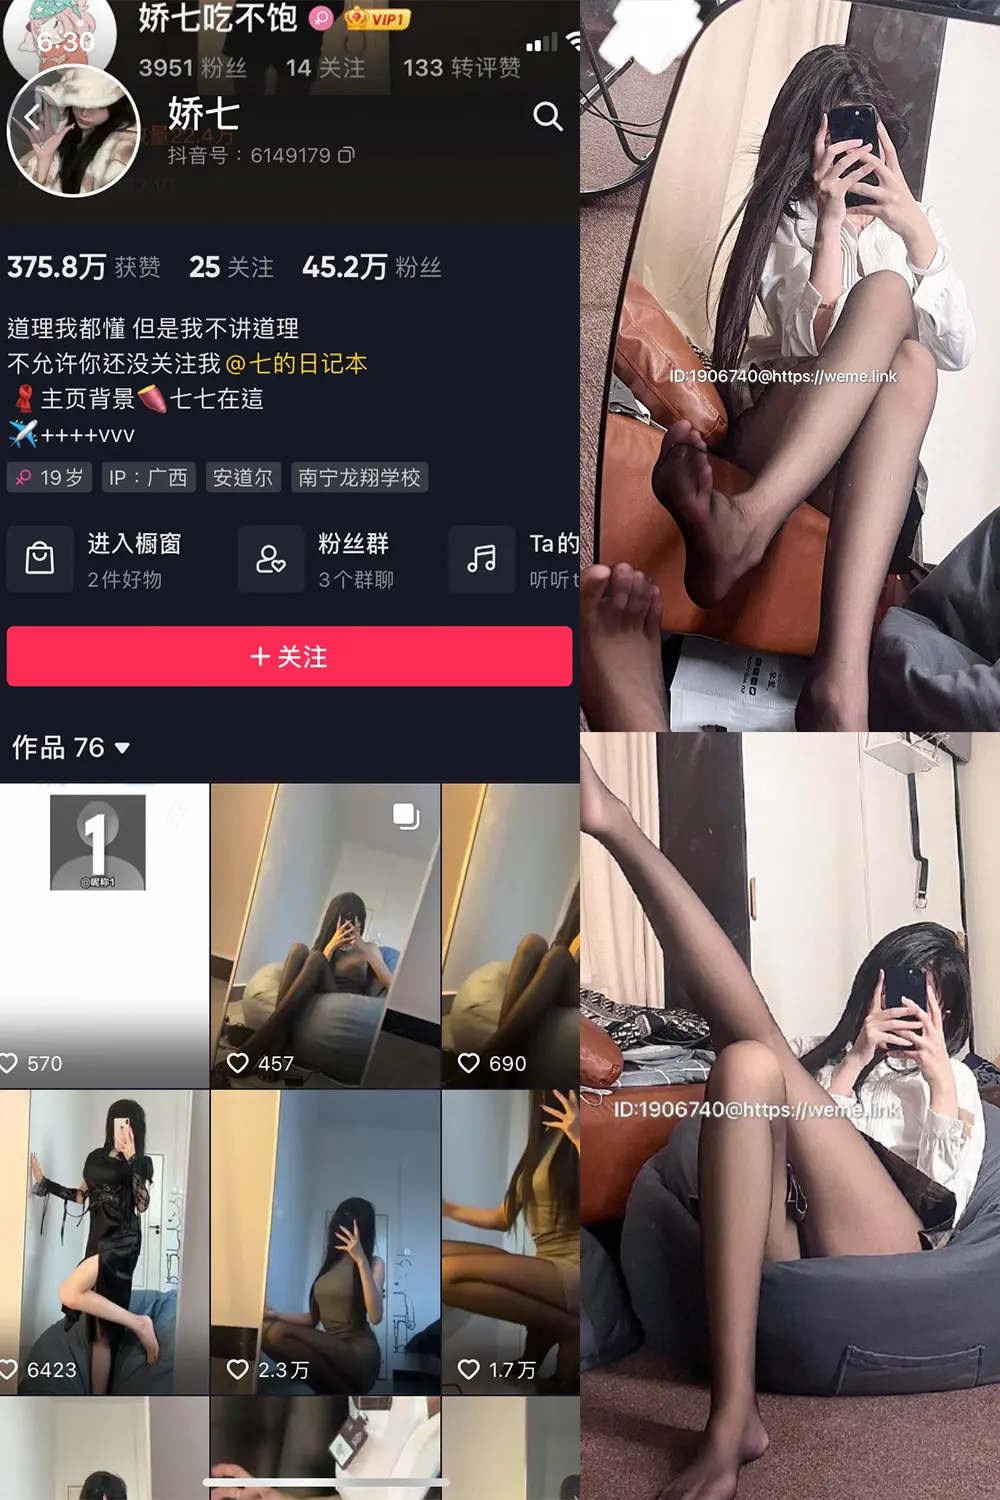 娇七吃不饱 VIP1
6:30
3951 粉丝 14 关注 133 转评赞
娇七
抖音号：6149179
375.8万 获赞 25 关注 45.2万 粉丝
道理我都懂 但是我不讲道理
不允许你还没关注我 @七的日记本
🧣主页背景🍠七七在這
✈️++++vvv
19岁 IP：广西 安道尔 南宁龙翔学校
进入橱窗
2件好物
粉丝群
3个群聊
Ta的
听听t
+ 关注
作品 76
1
@昵称1
570
457
690
6423
2.3万
1.7万
ID:1906740@https://weme.link
ID:1906740@https://weme.link